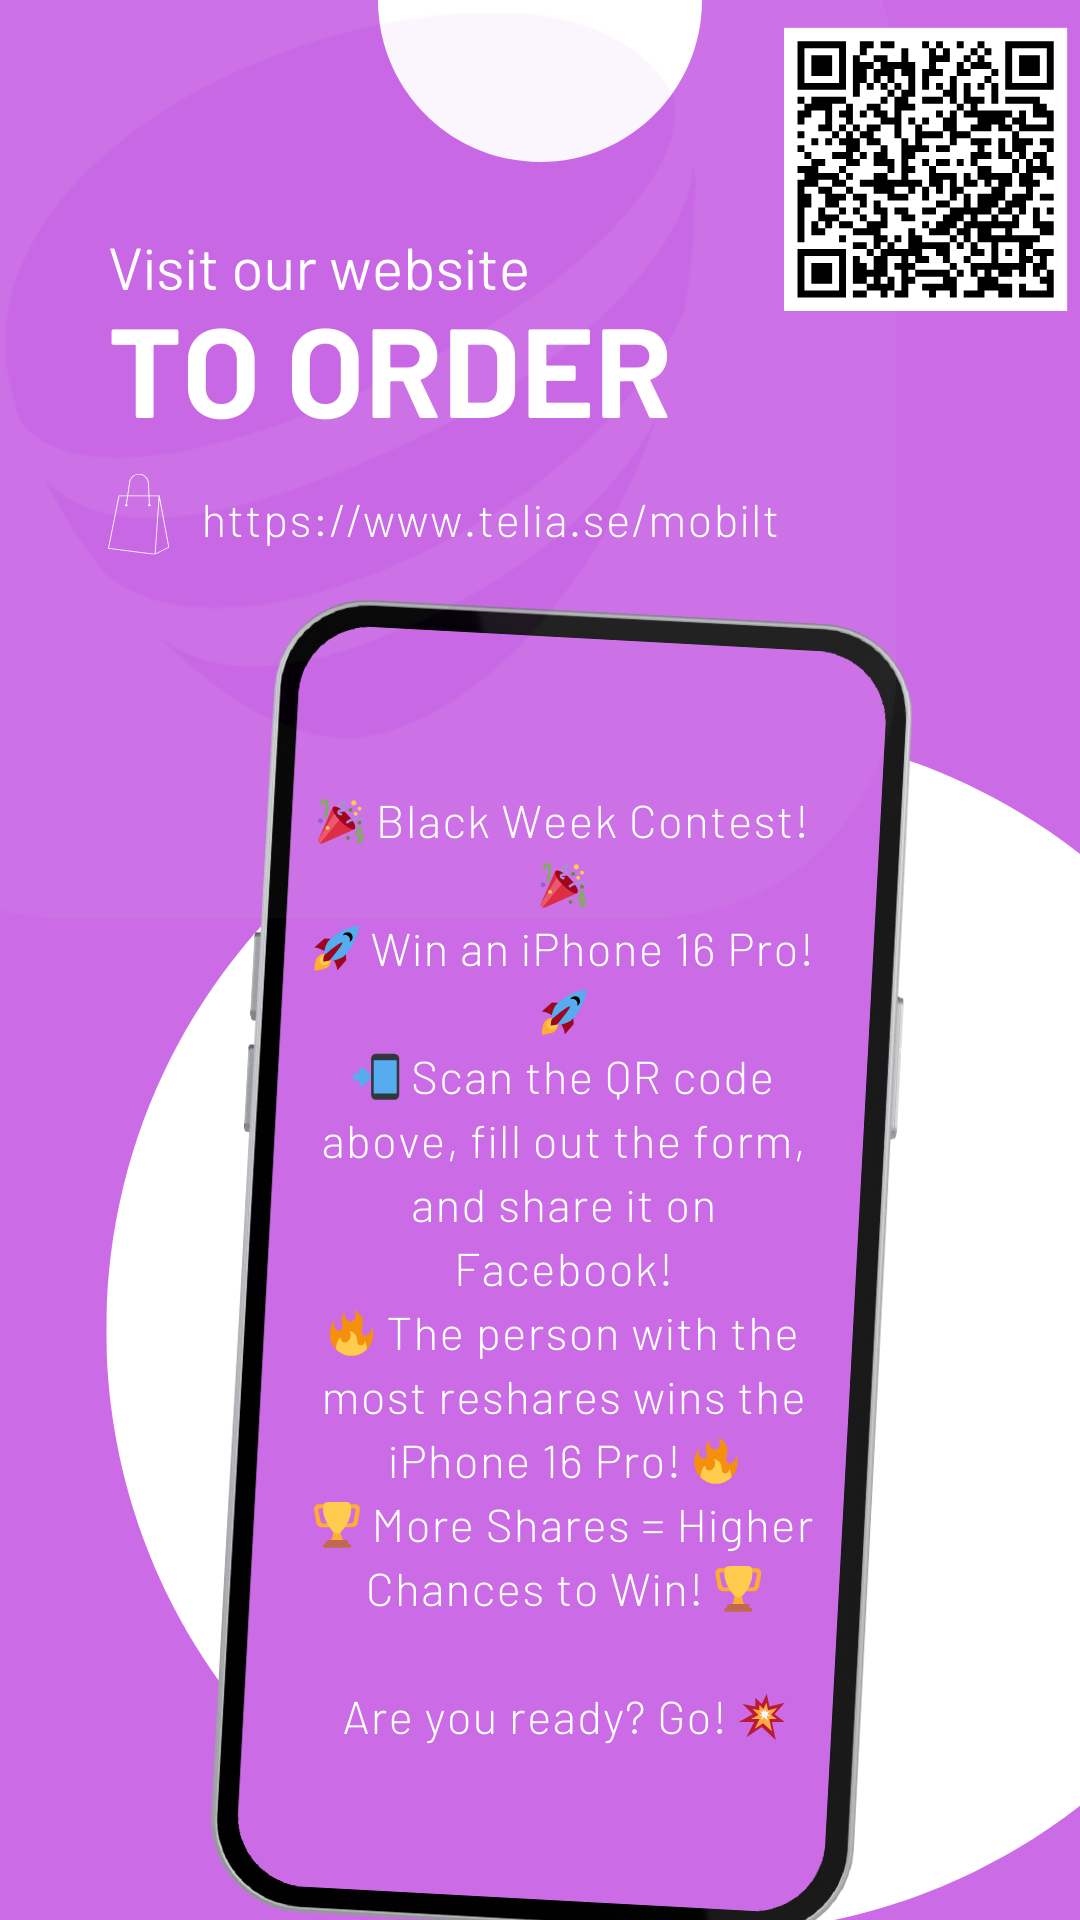 Visit our website
TO ORDER
https://www.telia.se/mobilt
🎉 Black Week Contest!
🎉
🚀 Win an iPhone 16 Pro!
🚀
📲 Scan the QR code
above, fill out the form,
and share it on
Facebook!
🔥 The person with the
most reshares wins the
iPhone 16 Pro! 🔥
🏆 More Shares = Higher
Chances to Win! 🏆
Are you ready? Go! 💥